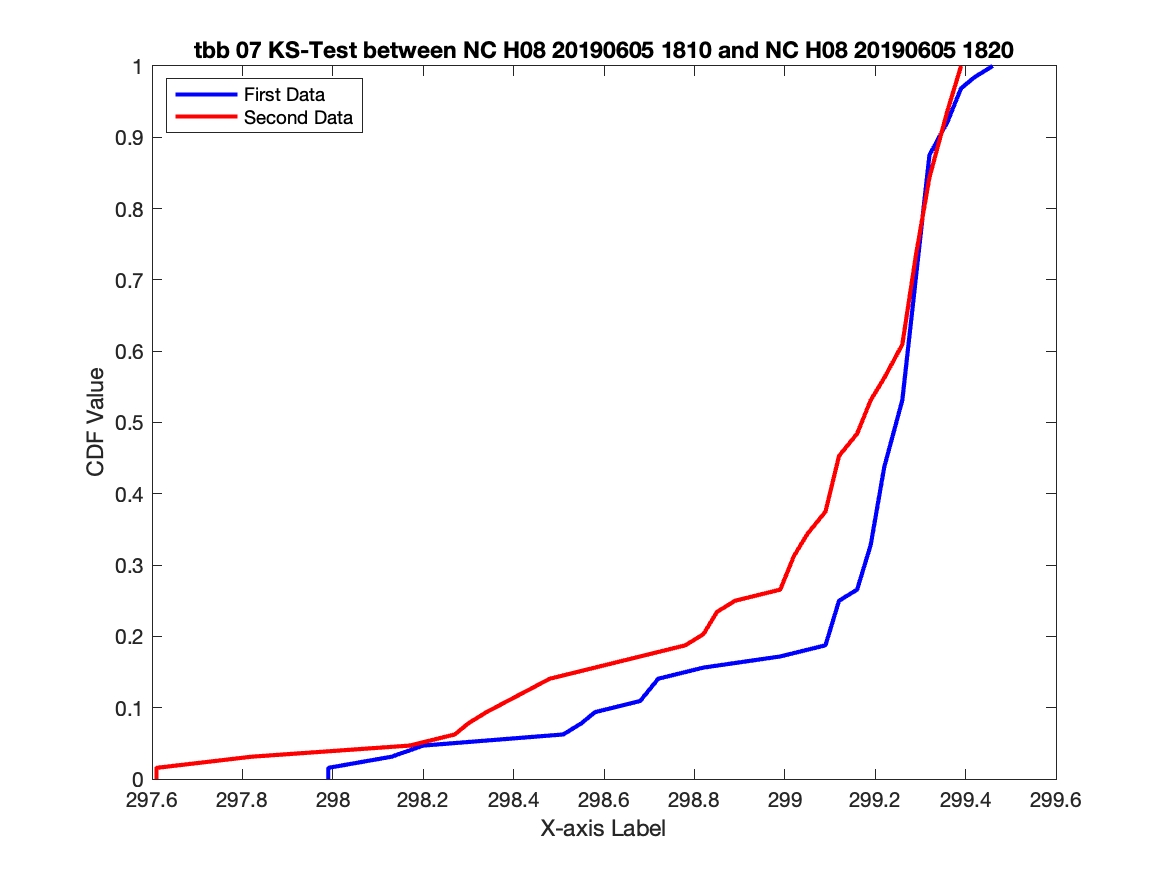 tbb 07 KS-Test between NC H08 20190605 1810 and NC H08 20190605 1820
First Data
Second Data
1
0.9
0.8
0.7
0.6
0.5
0.4
0.3
0.2
0.1
0
CDF Value
297.6 297.8 298 298.2 298.4 298.6 298.8 299 299.2 299.4 299.6
X-axis Label